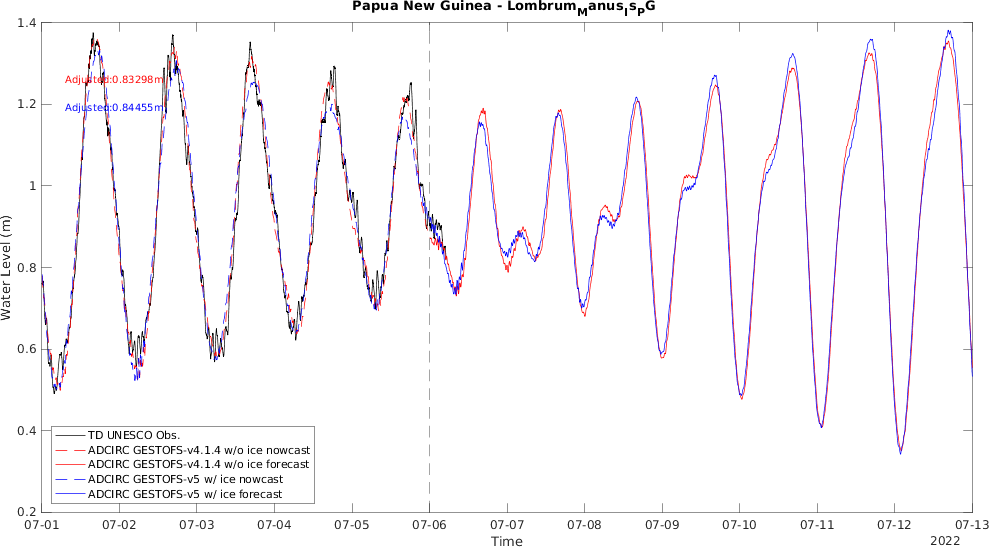 Papua New Guinea - LombrumManusIsPG
Adjusted:0.83298m
Adjusted:0.84455m
Water Level (m)
1.4
1.2
1
0.8
0.6
0.4
0.2
TD UNESCO Obs.
ADCIRC GESTOFS-v4.1.4 w/o ice nowcast
ADCIRC GESTOFS-v4.1.4 w/o ice forecast
ADCIRC GESTOFS-v5 w/ ice nowcast
ADCIRC GESTOFS-v5 w/ ice forecast
07-01 07-02 07-03 07-04 07-05 07-06 07-07 07-08 07-09 07-10 07-11 07-12 07-13
Time
2022